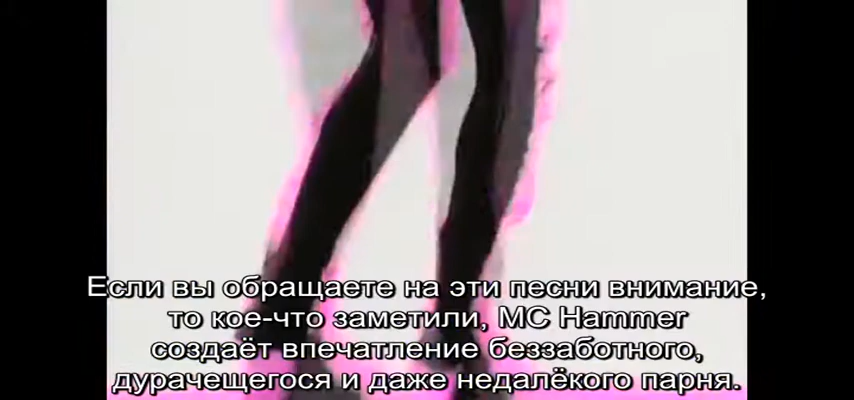 Если вы обращаете на эти песни внимание,
то кое-что заметили, MC Hammer
создаёт впечатление беззаботного,
дурачещегося и даже недалёкого парня.